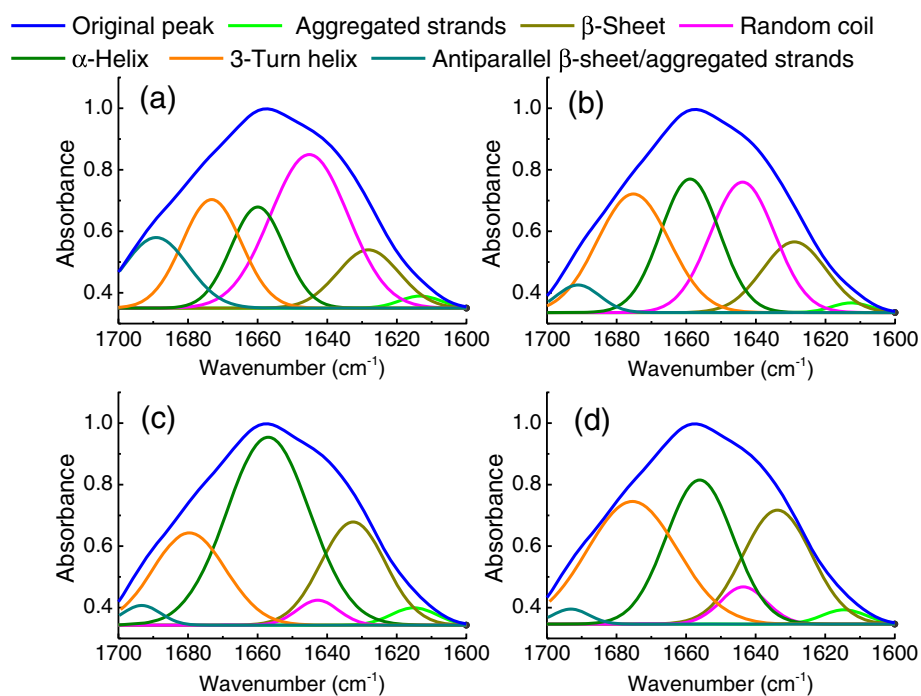 Original peak Aggregated strands β-Sheet Random coil
α-Helix 3-Turn helix Antiparallel β-sheet/aggregated strands
(a)
1.0
0.8
0.6
0.4
Absorbance
1700 1680 1660 1640 1620 1600
Wavenumber (cm⁻¹)
(b)
1.0
0.8
0.6
0.4
Absorbance
1700 1680 1660 1640 1620 1600
Wavenumber (cm⁻¹)
(c)
1.0
0.8
0.6
0.4
Absorbance
1700 1680 1660 1640 1620 1600
Wavenumber (cm⁻¹)
(d)
1.0
0.8
0.6
0.4
Absorbance
1700 1680 1660 1640 1620 1600
Wavenumber (cm⁻¹)